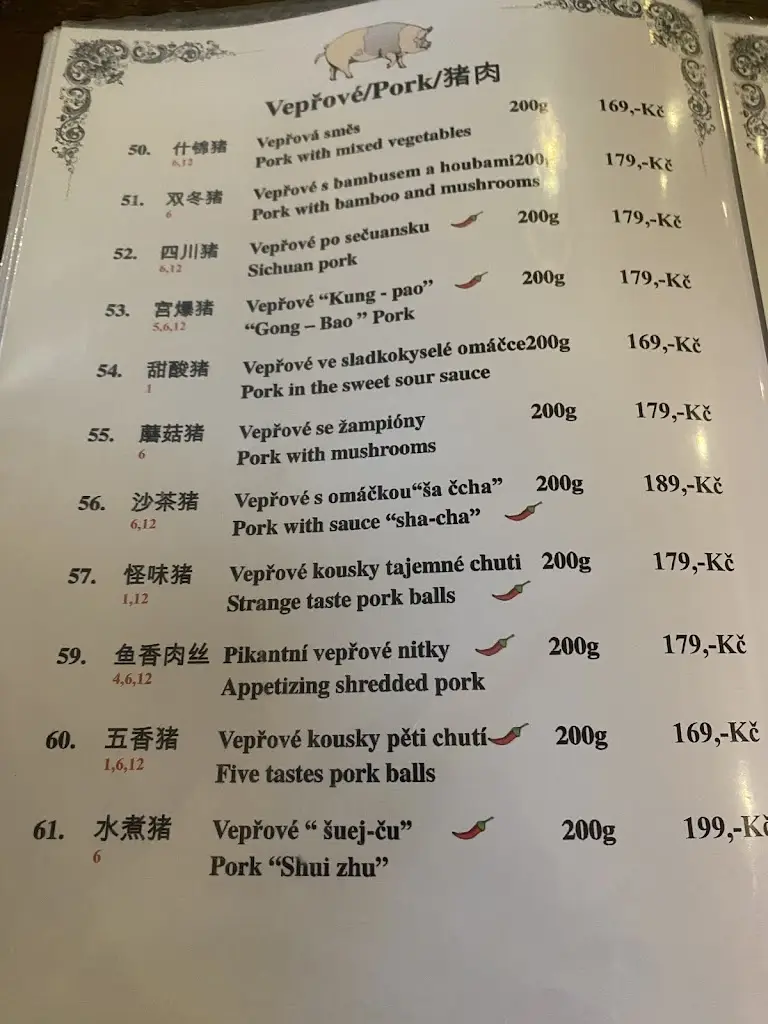 Vepřové/Pork/猪肉
50. 什锦猪 Vepřová směs 200g 169,-Kč
6,12 Pork with mixed vegetables
51. 双冬猪 Vepřové s bambusem a houbami200g 179,-Kč
6 Pork with bamboo and mushrooms
52. 四川猪 Vepřové po sečuansku 200g 179,-Kč
6,12 Sichuan pork
53. 宫爆猪 Vepřové “Kung - pao” 200g 179,-Kč
5,6,12 “Gong – Bao ” Pork
54. 甜酸猪 Vepřové ve sladkokyselé omáčce200g 169,-Kč
1 Pork in the sweet sour sauce
55. 蘑菇猪 Vepřové se žampióny 200g 179,-Kč
6 Pork with mushrooms
56. 沙茶猪 Vepřové s omáčkou“ša čcha” 200g 189,-Kč
6,12 Pork with sauce “sha-cha”
57. 怪味猪 Vepřové kousky tajemné chuti 200g 179,-Kč
1,12 Strange taste pork balls
59. 鱼香肉丝 Pikantní vepřové nitky 200g 179,-Kč
4,6,12 Appetizing shredded pork
60. 五香猪 Vepřové kousky pěti chutí 200g 169,-Kč
1,6,12 Five tastes pork balls
61. 水煮猪 Vepřové “ šuej-ču” 200g 199,-Kč
6 Pork “Shui zhu”